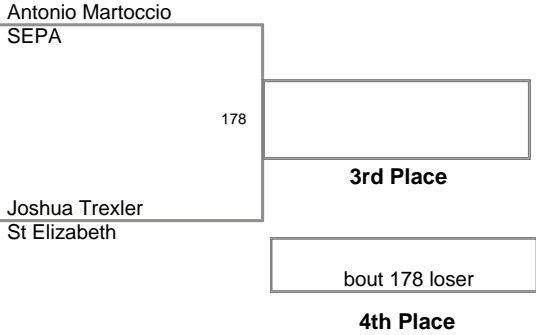 Antonio Martoccio
SEPA
178
3rd Place
Joshua Trexler
St Elizabeth
bout 178 loser
4th Place